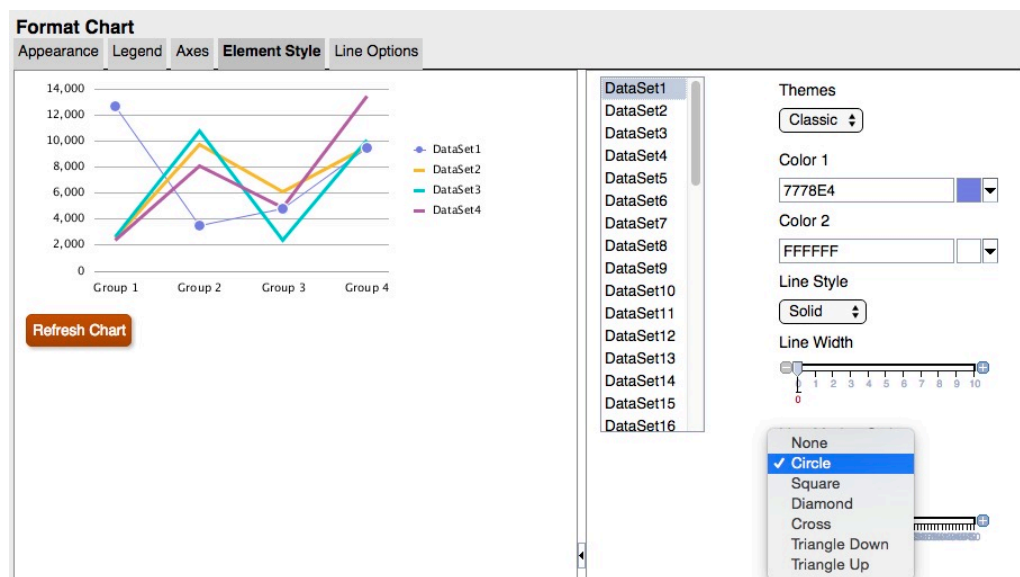 Format Chart
Appearance Legend Axes Element Style Line Options
14,000
12,000
10,000
8,000
6,000
4,000
2,000
0
Group 1 Group 2 Group 3 Group 4
DataSet1
DataSet2
DataSet3
DataSet4
Refresh Chart
DataSet1
DataSet2
DataSet3
DataSet4
DataSet5
DataSet6
DataSet7
DataSet8
DataSet9
DataSet10
DataSet11
DataSet12
DataSet13
DataSet14
DataSet15
DataSet16
Themes
Classic
Color 1
7778E4
Color 2
FFFFFF
Line Style
Solid
Line Width
0 1 2 3 4 5 6 7 8 9 10
0
None
✓ Circle
Square
Diamond
Cross
Triangle Down
Triangle Up